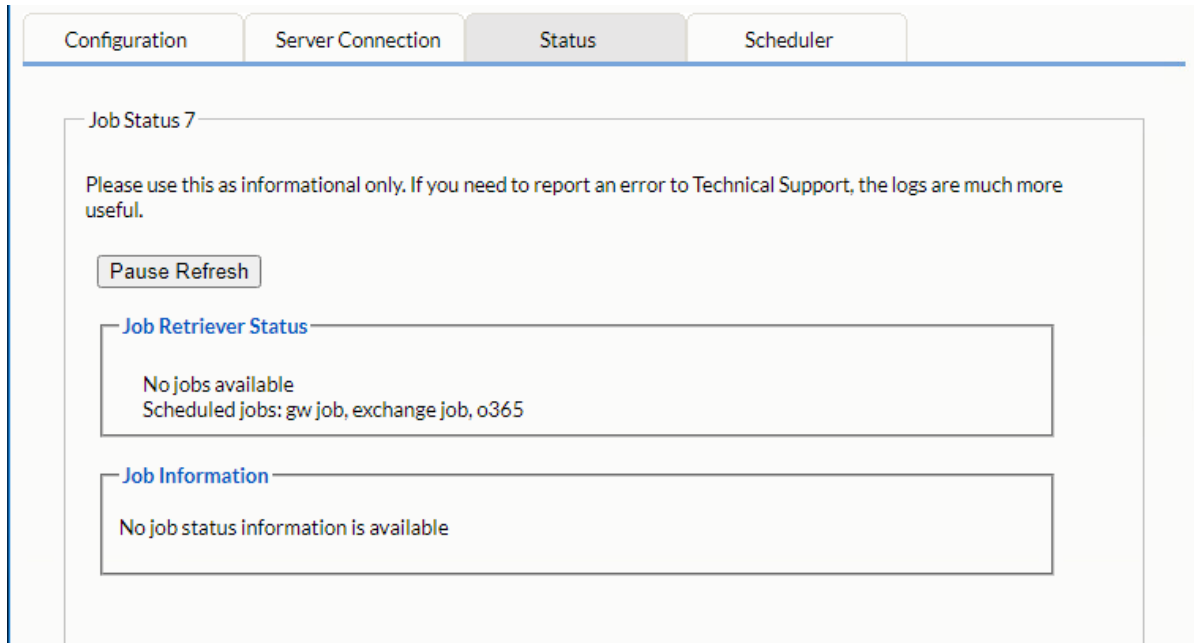 Configuration
Server Connection
Status
Scheduler
Job Status 7
Please use this as informational only. If you need to report an error to Technical Support, the logs are much more
useful.
Pause Refresh
Job Retriever Status
No jobs available
Scheduled jobs: gw job, exchange job, o365
Job Information
No job status information is available